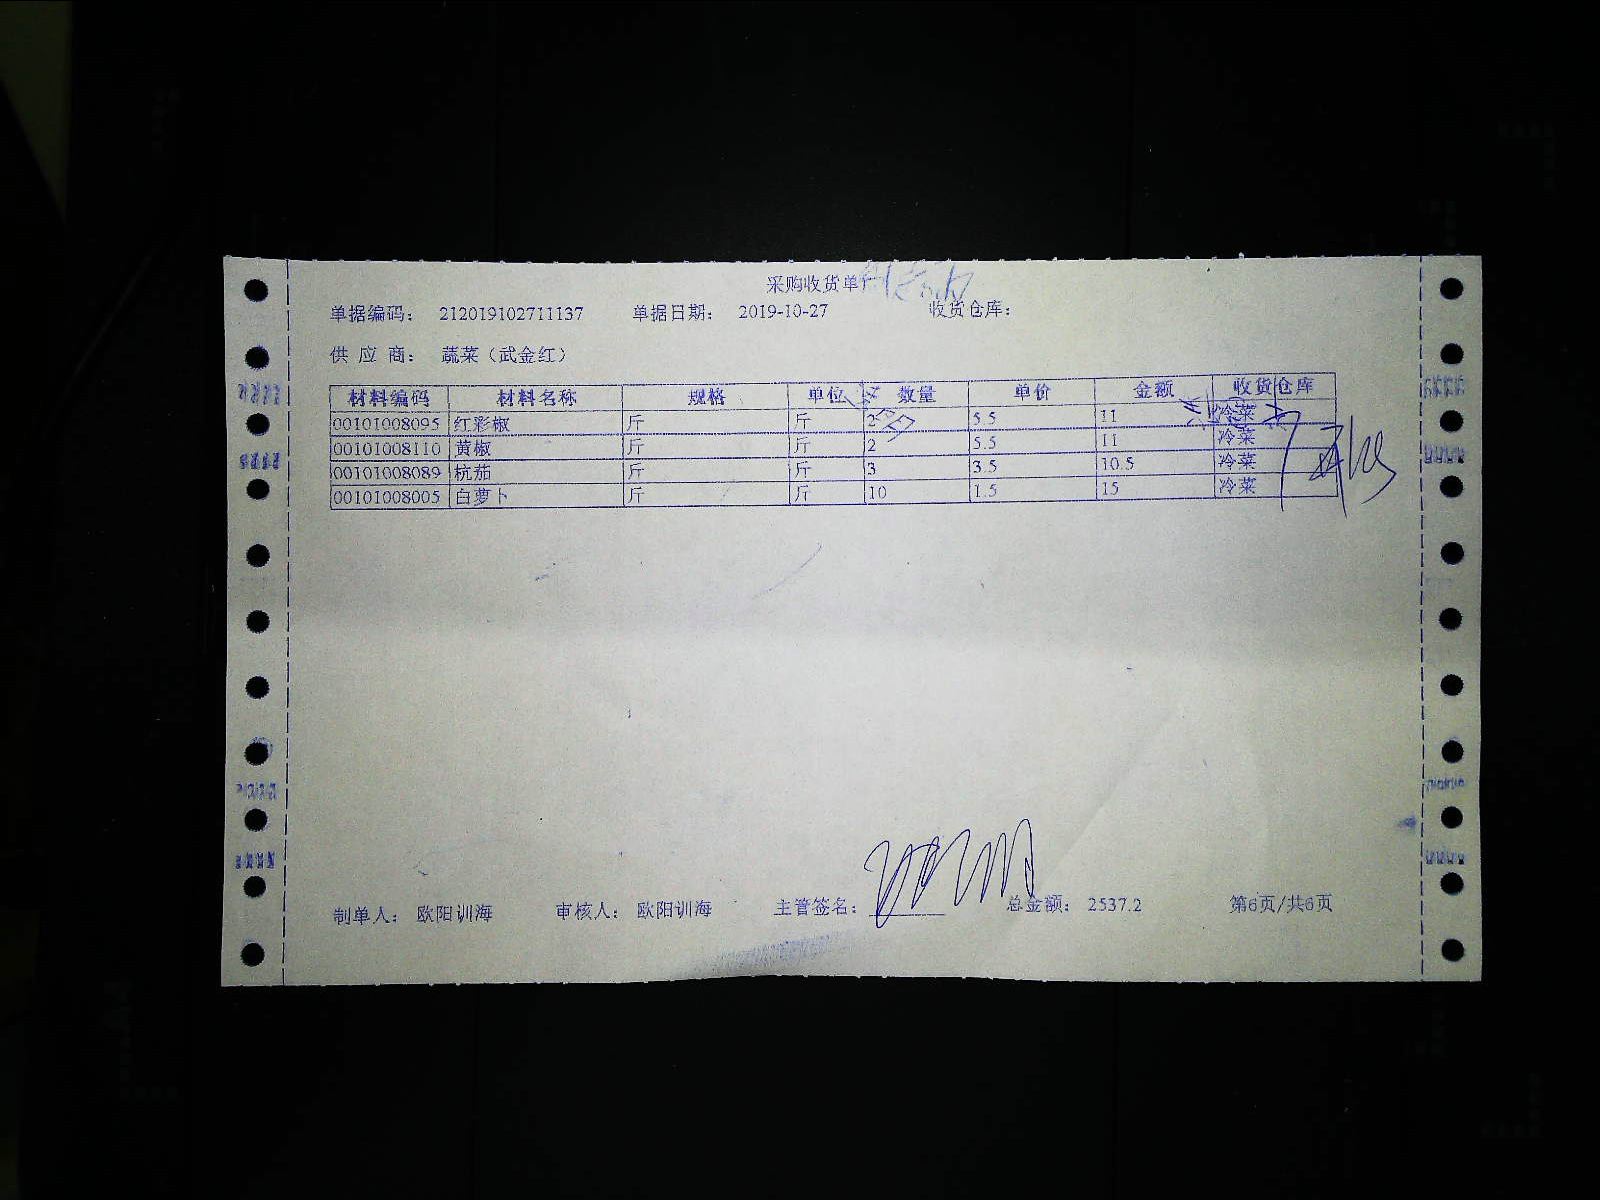 采购收货单
单据编码: 212019102711137 单据日期: 2019-10-27 收货仓库:
供 应 商: 蔬菜（武金红）
材料编码 材料名称 规格 单位 数量 单价 金额 收货仓库
00101008095 红彩椒 斤 斤 2 5.5 11 冷菜
00101008110 黄椒 斤 斤 2 5.5 11 冷菜
00101008089 杭茄 斤 斤 3 3.5 10.5 冷菜
00101008005 白萝卜 斤 斤 10 1.5 15 冷菜
制单人: 欧阳训海 审核人: 欧阳训海 主管签名: 总金额: 2537.2 第6页/共6页